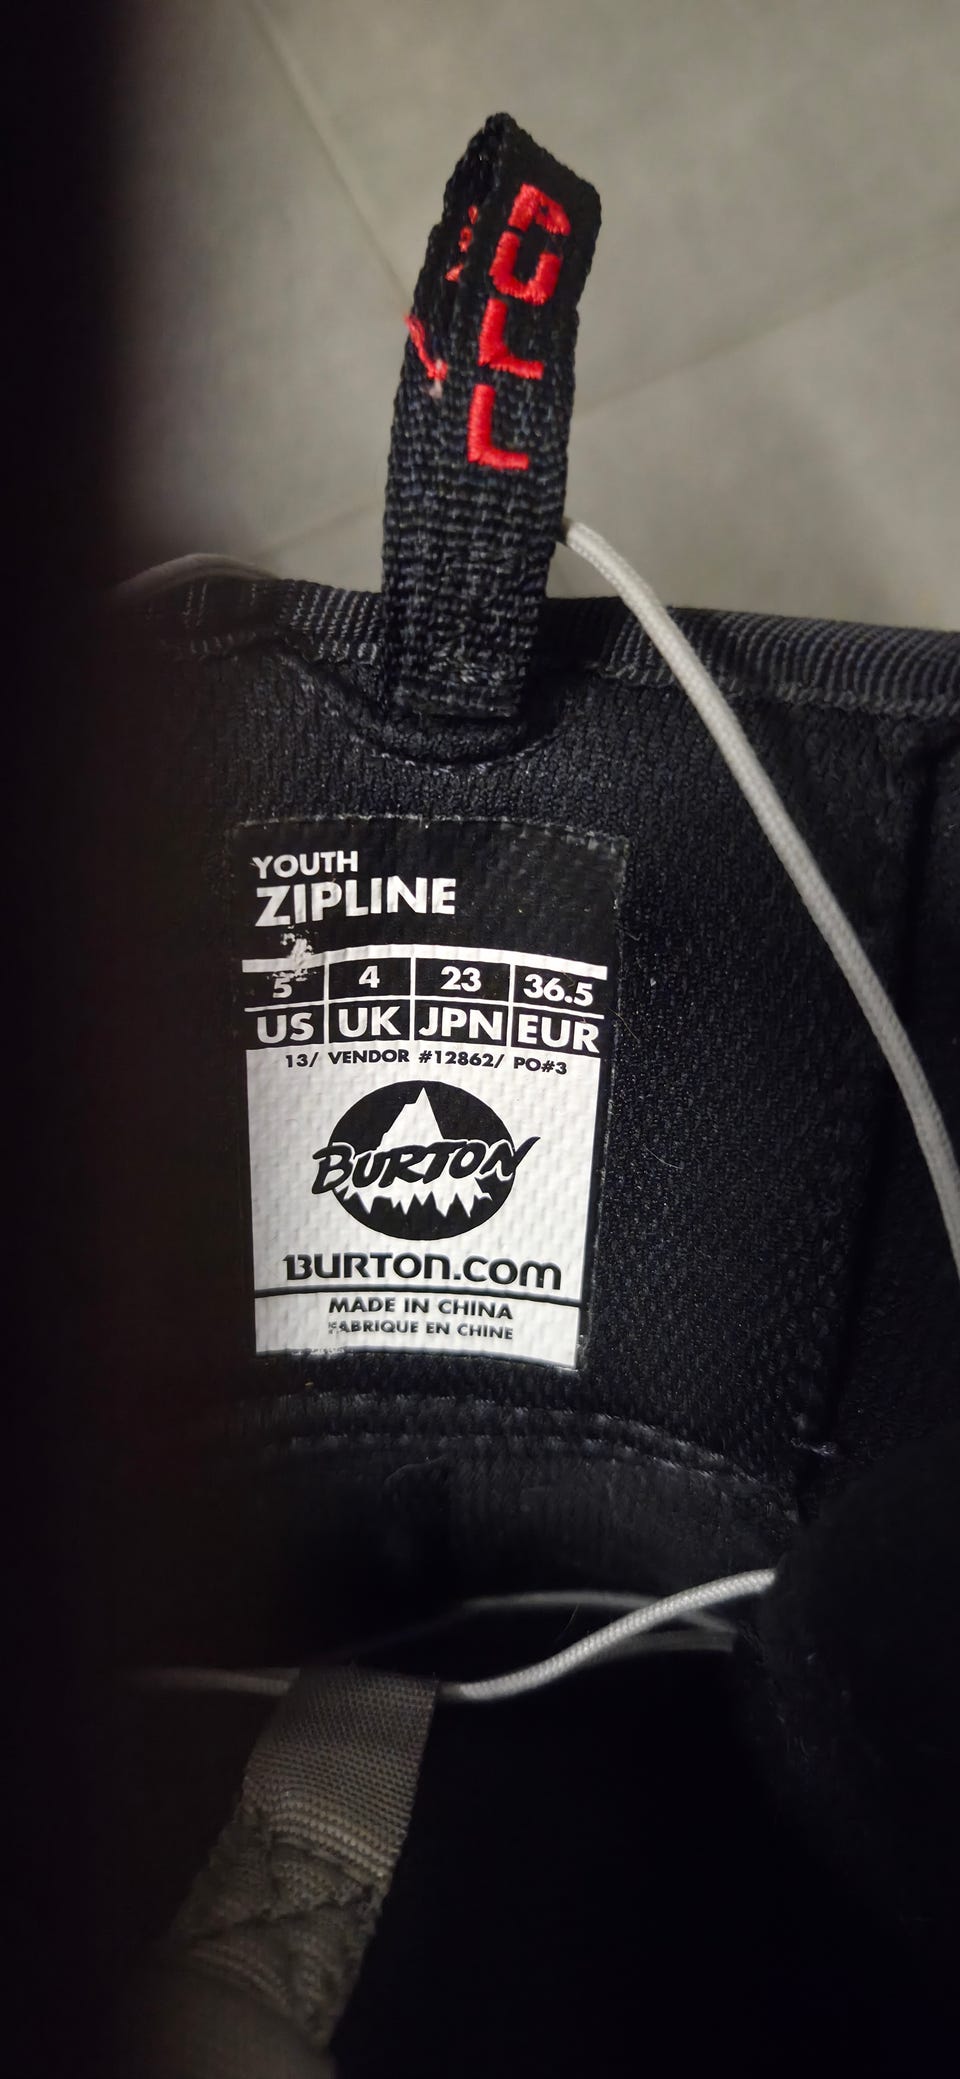 PULL
YOUTH
ZIPLINE
5 4 23 36.5
US UK JPN EUR
13/ VENDOR #12862/ PO#3
BURTON
BURTON.COM
MADE IN CHINA
FABRIQUE EN CHINE